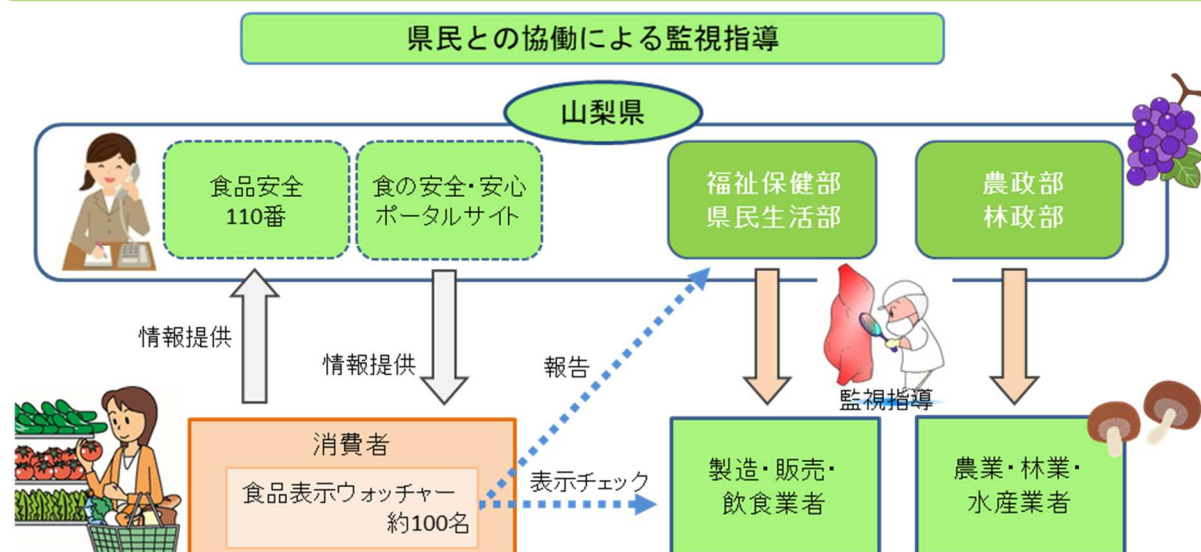 県民との協働による監視指導
山梨県
食品安全
110番
食の安全・安心
ポータルサイト
福祉保健部
県民生活部
農政部
林政部
情報提供
情報提供
報告
監視指導
消費者
食品表示ウォッチャー
約100名
表示チェック
製造・販売・
飲食業者
農業・林業・
水産業者